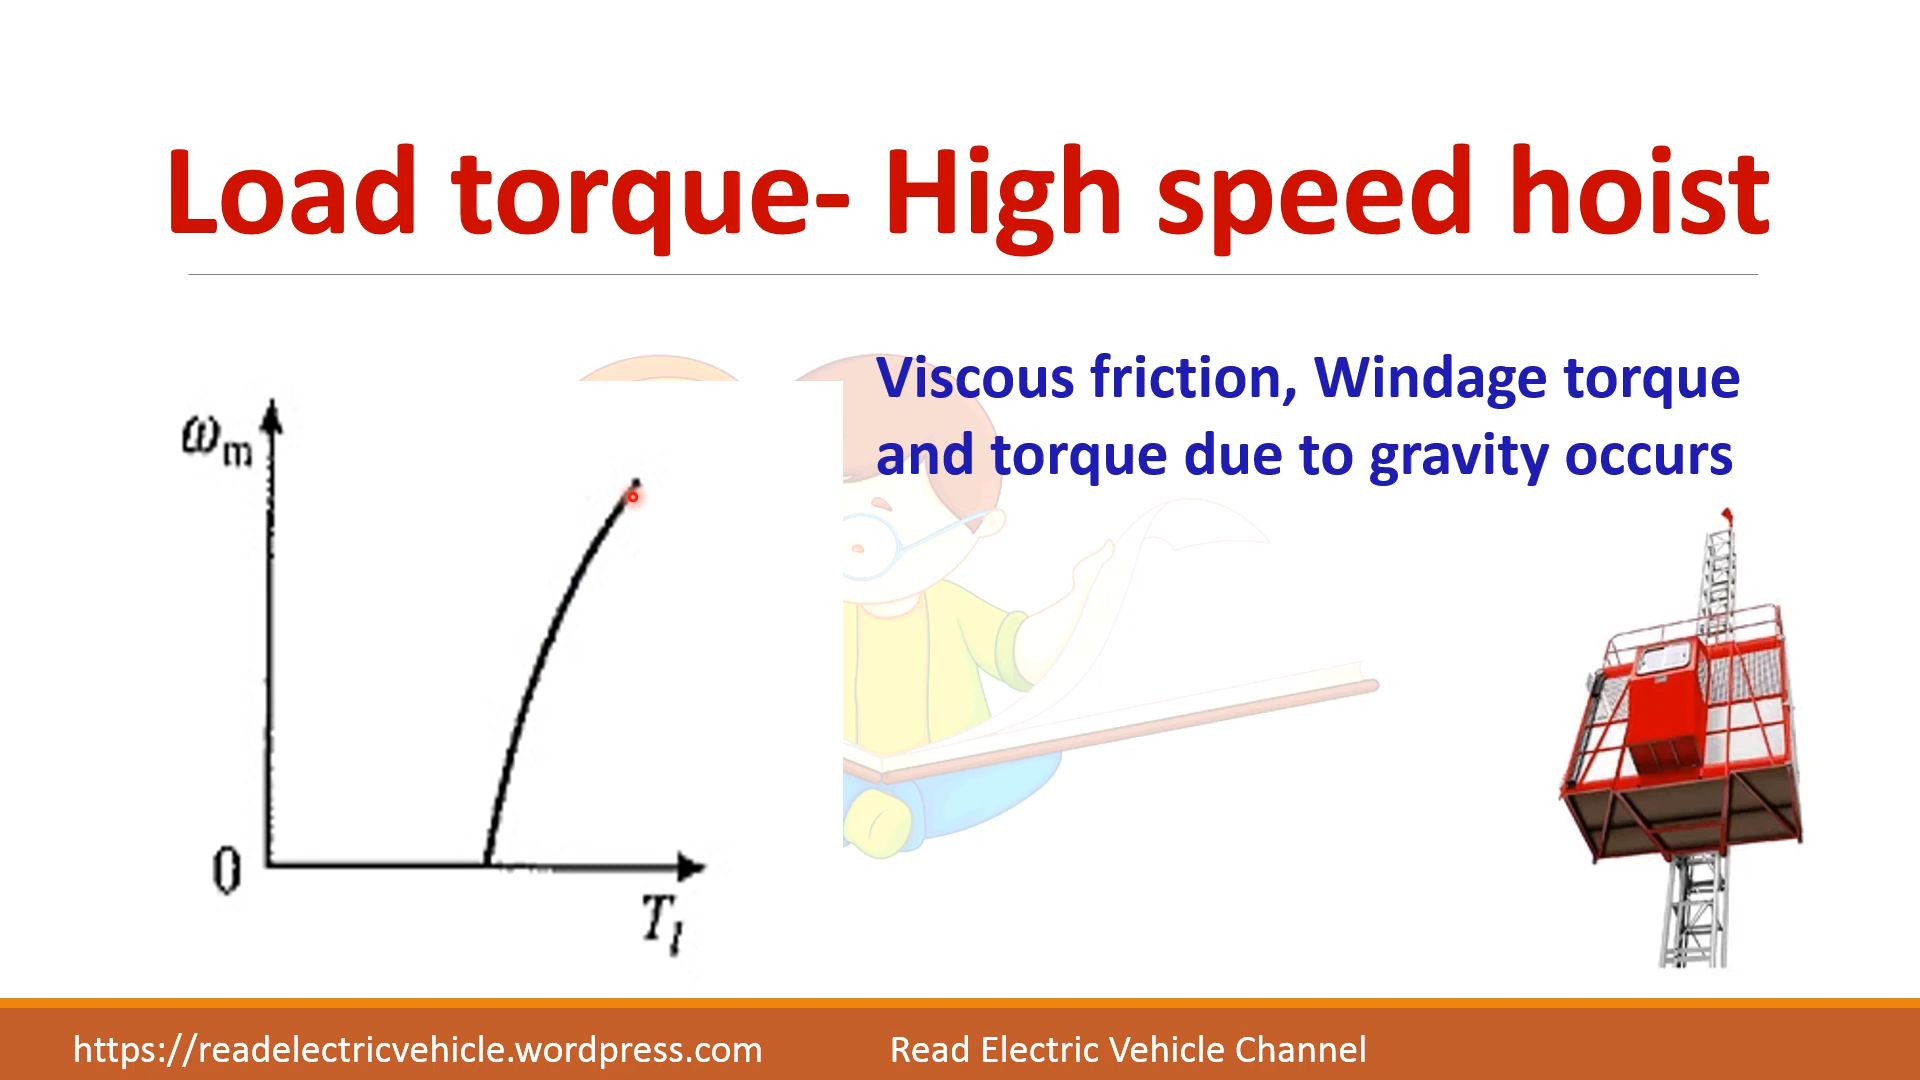 Load torque- High speed hoist
Viscous friction, Windage torque
and torque due to gravity occurs
ωm
0
Tl
https://readelectricvehicle.wordpress.com
Read Electric Vehicle Channel